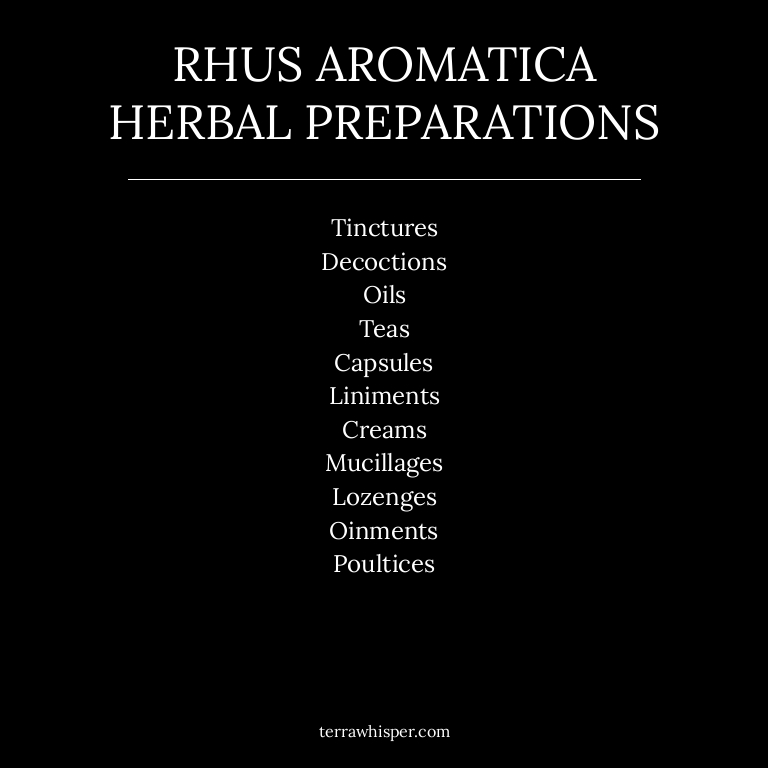 RHUS AROMATICA
HERBAL PREPARATIONS
Tinctures
Decoctions
Oils
Teas
Capsules
Liniments
Creams
Mucillages
Lozenges
Oinments
Poultices
terrawhisper.com